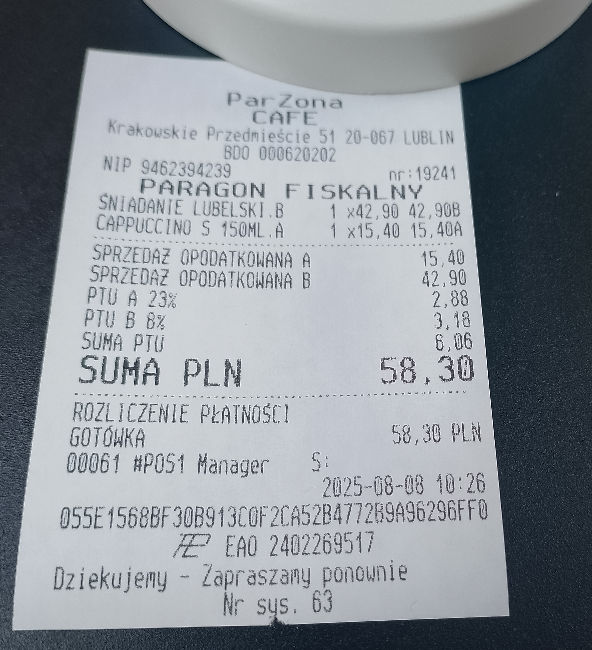 ParZona
CAFE
Krakowskie Przedmieście 51 20-067 LUBLIN
BDO 000620202
NIP 9462394239 nr:19241
PARAGON FISKALNY
ŚNIADANIE LUBELSKI.B 1 x42,90 42,90B
CAPPUCCINO S 150ML.A 1 x15,40 15,40A
SPRZEDAŻ OPODATKOWANA A 15,40
SPRZEDAŻ OPODATKOWANA B 42,90
PTU A 23% 2,88
PTU B 8% 3,18
SUMA PTU 6,06
SUMA PLN 58,30
ROZLICZENIE PŁATNOŚCI
GOTÓWKA 58,30 PLN
00061 #POS1 Manager S:
2025-08-08 10:26
055E1568BF30B913C0F2CA52B4772B9A96296FF0
EAO 2402269517
Dziekujemy - Zapraszamy ponownie
Nr sys. 63